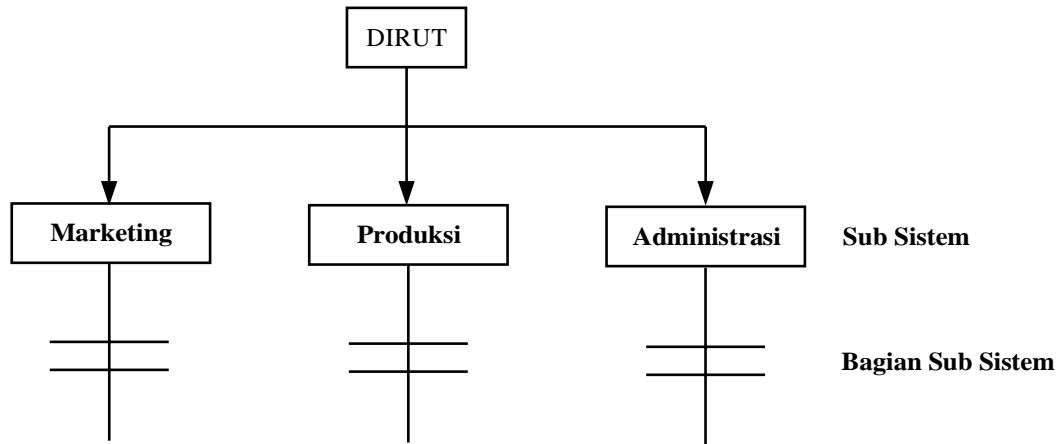 DIRUT
Marketing
Produksi
Administrasi
Sub Sistem
Bagian Sub Sistem